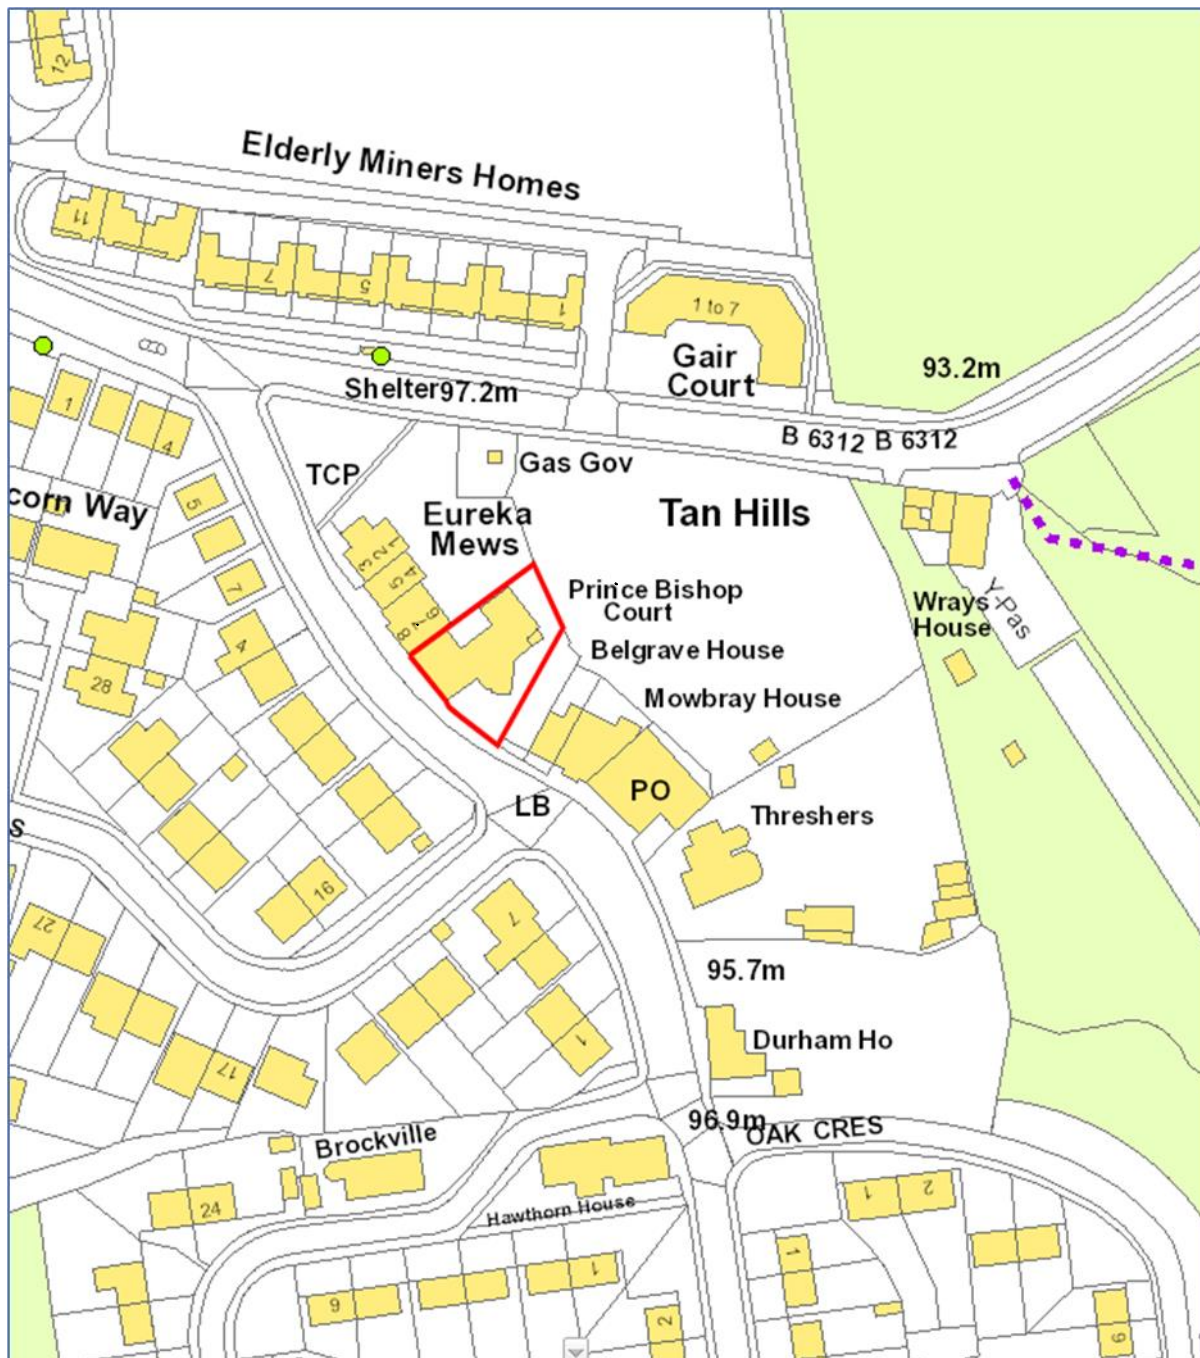 12
Elderly Miners Homes
11
7
5
1
1 to 7
Gair
Court
93.2m
Shelter
97.2m
1
4
B 6312
B 6312
TCP
Gas Gov
corn Way
5
Eureka
Mews
Tan Hills
3
2
1
4
5
6
7
8
7
Prince Bishop
Court
Wrays
House
Belgrave House
4
28
Mowbray House
PO
LB
Threshers
S
16
27
7
95.7m
1
Durham Ho
17
96.9m
OAK CRES
Brockville
24
Hawthorn House
1
2
1
1
9
2